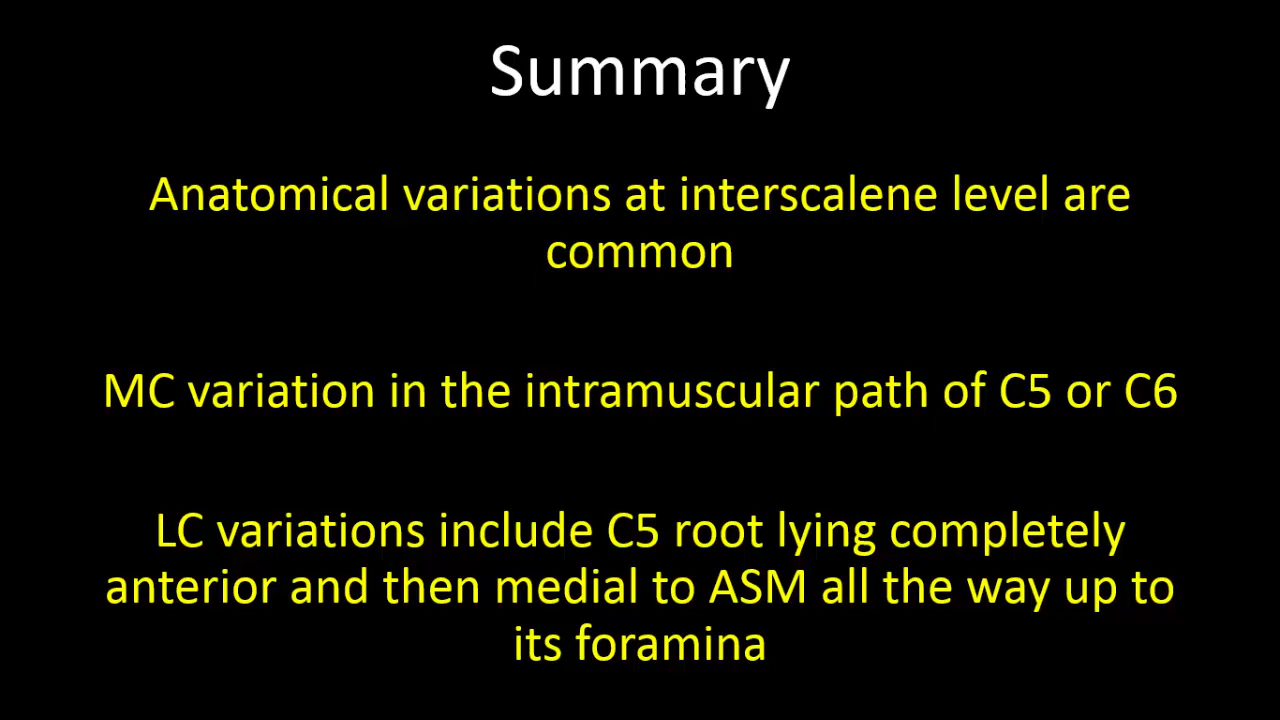 Summary
Anatomical variations at interscalene level are
common
MC variation in the intramuscular path of C5 or C6
LC variations include C5 root lying completely
anterior and then medial to ASM all the way up to
its foramina